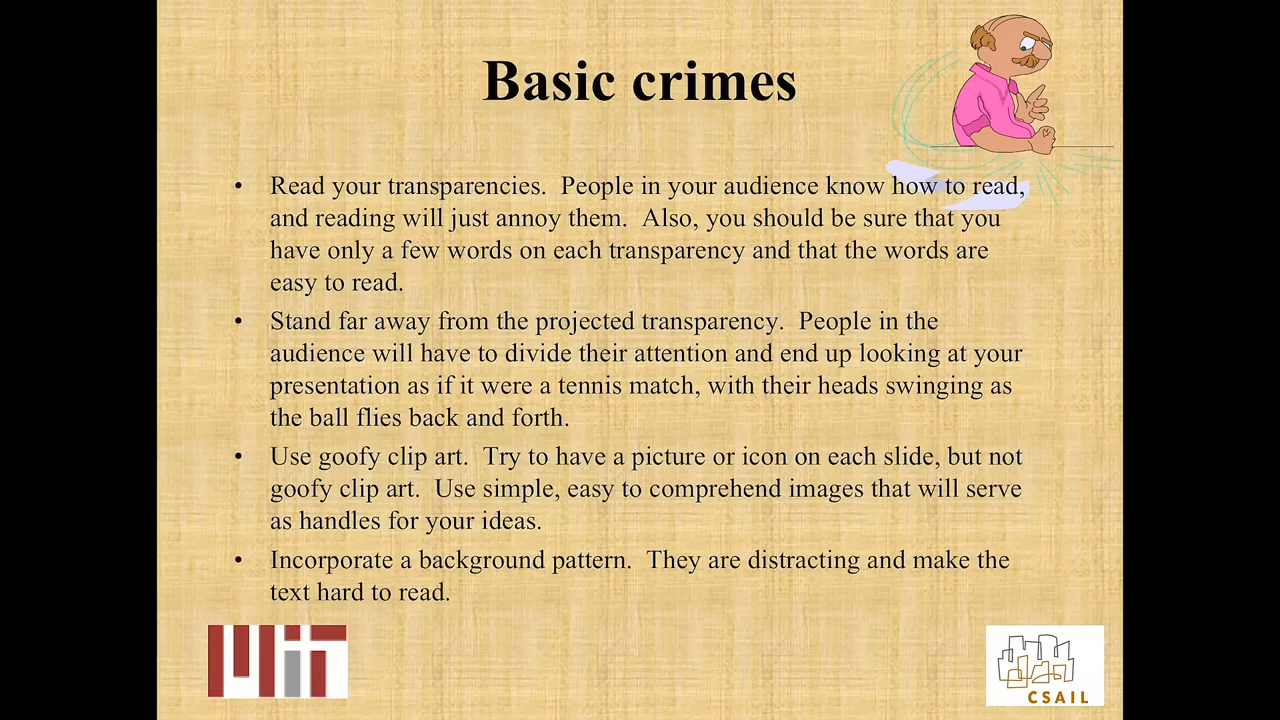 Basic crimes
• Read your transparencies. People in your audience know how to read,
and reading will just annoy them. Also, you should be sure that you
have only a few words on each transparency and that the words are
easy to read.
• Stand far away from the projected transparency. People in the
audience will have to divide their attention and end up looking at your
presentation as if it were a tennis match, with their heads swinging as
the ball flies back and forth.
• Use goofy clip art. Try to have a picture or icon on each slide, but not
goofy clip art. Use simple, easy to comprehend images that will serve
as handles for your ideas.
• Incorporate a background pattern. They are distracting and make the
text hard to read.
MIT
CSAIL